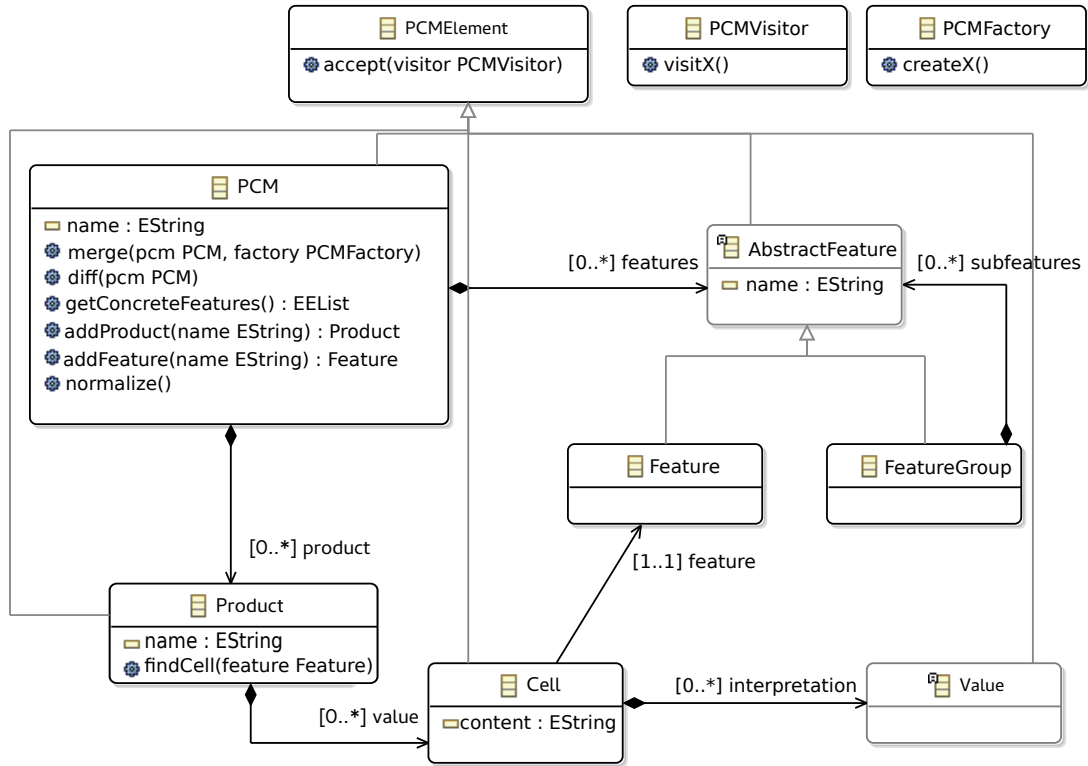 PCMElement
accept(visitor PCMVisitor)
PCMVisitor
visitX()
PCMFactory
createX()
PCM
name : EString
merge(pcm PCM, factory PCMFactory)
diff(pcm PCM)
getConcreteFeatures() : EEList
addProduct(name EString) : Product
addFeature(name EString) : Feature
normalize()
[0..*] features
AbstractFeature
name : EString
[0..*] subfeatures
Feature
FeatureGroup
[0..*] product
[1..1] feature
Product
name : EString
findCell(feature Feature)
[0..*] value
Cell
content : EString
[0..*] interpretation
Value